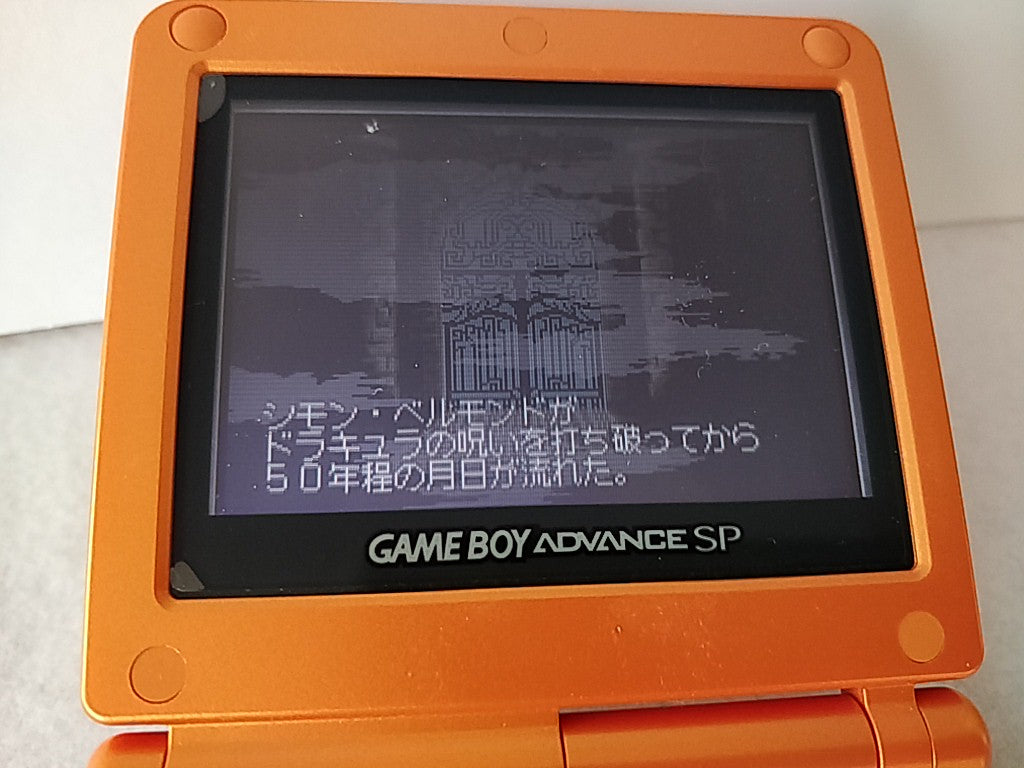 シモン・ベルモンドが
ドラキュラの呪いを打ち破ってから
５０年程の月日が流れた。
GAME BOY ADVANCE SP